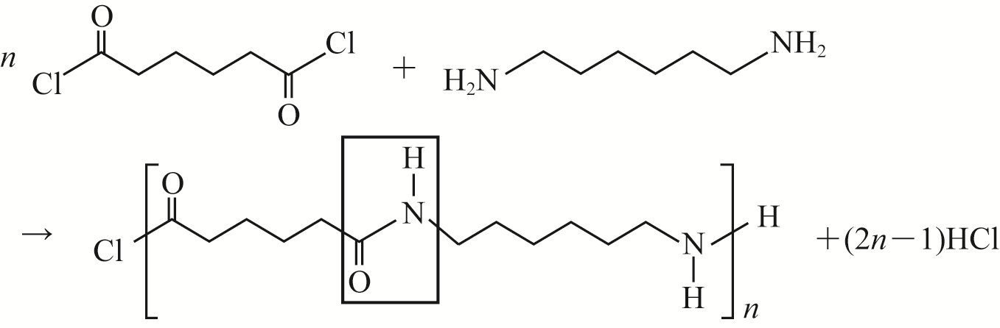 n Cl O O Cl + H₂N NH₂
→ Cl [ O O N H N H ]n H +(2n−1)HCl